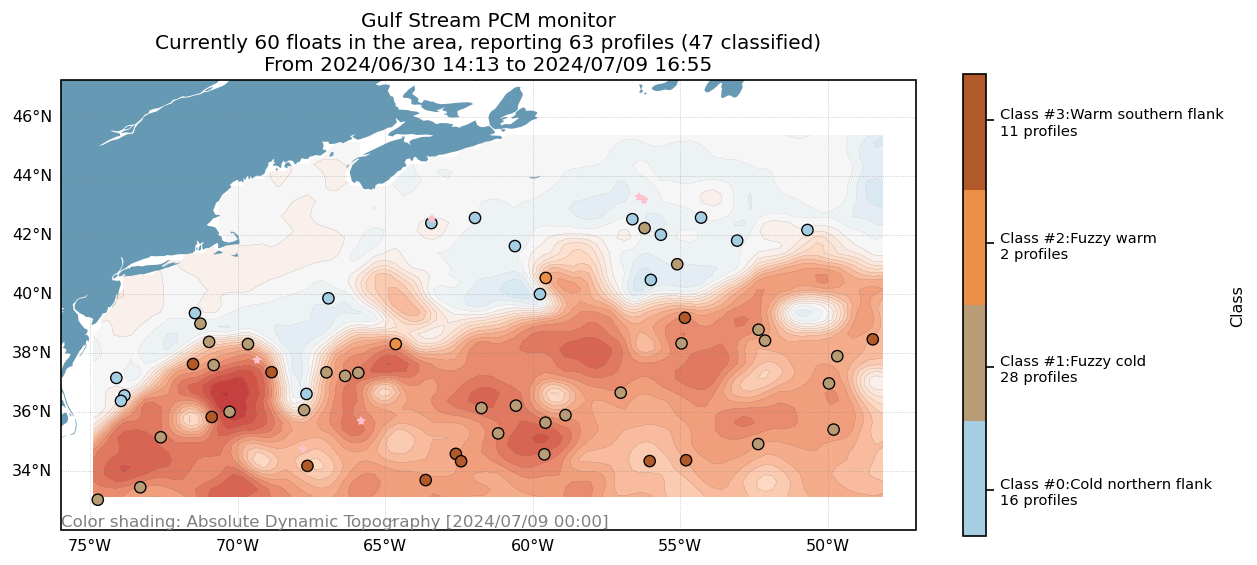 Gulf Stream PCM monitor
Currently 60 floats in the area, reporting 63 profiles (47 classified)
From 2024/06/30 14:13 to 2024/07/09 16:55
46°N
44°N
42°N
40°N
38°N
36°N
34°N
Color shading: Absolute Dynamic Topography [2024/07/09 00:00]
75°W 70°W 65°W 60°W 55°W 50°W
Class #3:Warm southern flank
11 profiles
Class #2:Fuzzy warm
2 profiles
Class #1:Fuzzy cold
28 profiles
Class #0:Cold northern flank
16 profiles
Class